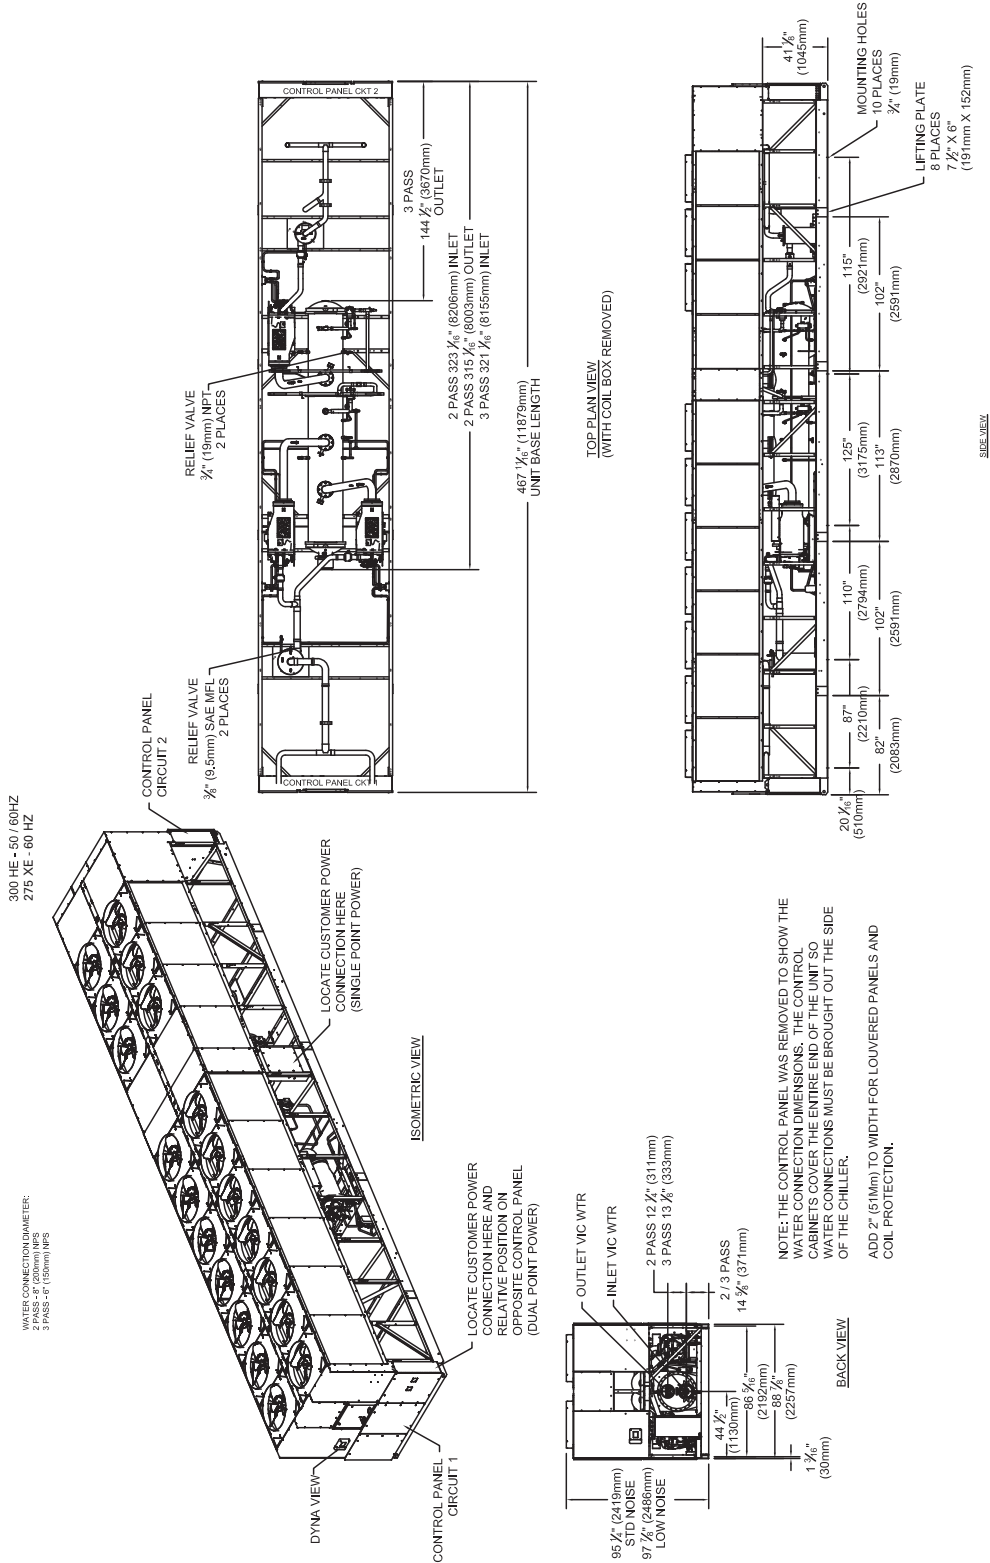 300 HE - 50 / 60HZ
275 XE - 60 HZ
WATER CONNECTION DIAMETER:
2 PASS - 8" (200mm) NPS
3 PASS - 6" (150mm) NPS
CONTROL PANEL
CIRCUIT 2
LOCATE CUSTOMER POWER
CONNECTION HERE
(SINGLE POINT POWER)
ISOMETRIC VIEW
LOCATE CUSTOMER POWER
CONNECTION HERE AND
RELATIVE POSITION ON
OPPOSITE CONTROL PANEL
(DUAL POINT POWER)
DYNA VIEW
CONTROL PANEL
CIRCUIT 1
RELIEF VALVE
3/8" (9.5mm) SAE MFL
2 PLACES
RELIEF VALVE
3/4" (19mm) NPT
2 PLACES
CONTROL PANEL CKT 1
CONTROL PANEL CKT 2
3 PASS
144 1/2" (3670mm)
OUTLET
2 PASS 323 1/16" (8206mm) INLET
2 PASS 315 1/16" (8003mm) OUTLET
3 PASS 321 1/16" (8155mm) INLET
467 11/16" (11879mm)
UNIT BASE LENGTH
TOP PLAN VIEW
(WITH COIL BOX REMOVED)
41 1/8"
(1045mm)
MOUNTING HOLES
10 PLACES
3/4" (19mm)
LIFTING PLATE
8 PLACES
7 1/2" X 6"
(191mm X 152mm)
20 1/16"
(510mm)
87"
(2210mm)
110"
(2794mm)
125"
(3175mm)
115"
(2921mm)
82"
(2083mm)
102"
(2591mm)
113"
(2870mm)
102"
(2591mm)
SIDE VIEW
OUTLET VIC WTR
INLET VIC WTR
2 PASS 12 1/4" (311mm)
3 PASS 13 1/8" (333mm)
2 / 3 PASS
14 5/8" (371mm)
95 1/4" (2419mm)
STD NOISE
97 7/8" (2486mm)
LOW NOISE
44 1/2"
(1130mm)
86 5/16"
(2192mm)
88 7/8"
(2257mm)
1 3/16"
(30mm)
BACK VIEW
NOTE: THE CONTROL PANEL WAS REMOVED TO SHOW THE
WATER CONNECTION DIMENSIONS. THE CONTROL
CABINETS COVER THE ENTIRE END OF THE UNIT SO
WATER CONNECTIONS MUST BE BROUGHT OUT THE SIDE
OF THE CHILLER.
ADD 2" (51Mm) TO WIDTH FOR LOUVERED PANELS AND
COIL PROTECTION.